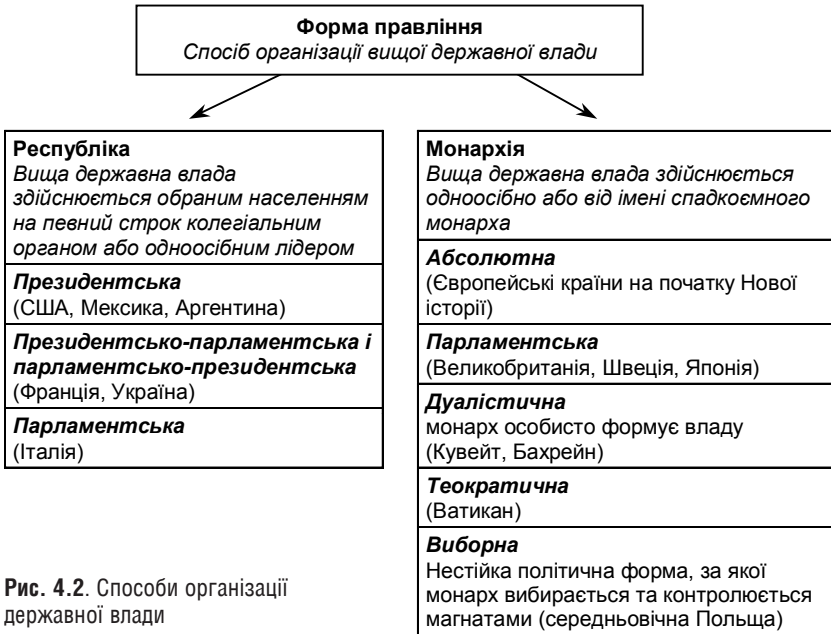 Форма правління
Спосіб організації вищої державної влади
Республіка
Вища державна влада
здійснюється обраним населенням
на певний строк колегіальним
органом або одноосібним лідером
Президентська
(США, Мексика, Аргентина)
Президентсько-парламентська і
парламентсько-президентська
(Франція, Україна)
Парламентська
(Італія)
Монархія
Вища державна влада здійснюється
одноосібно або від імені спадкоємного
монарха
Абсолютна
(Європейські країни на початку Нової
історії)
Парламентська
(Великобританія, Швеція, Японія)
Дуалістична
монарх особисто формує владу
(Кувейт, Бахрейн)
Теократична
(Ватикан)
Виборна
Нестійка політична форма, за якої
монарх вибирається та контролюється
магнатами (середньовічна Польща)
Рис. 4.2. Способи організації
державної влади